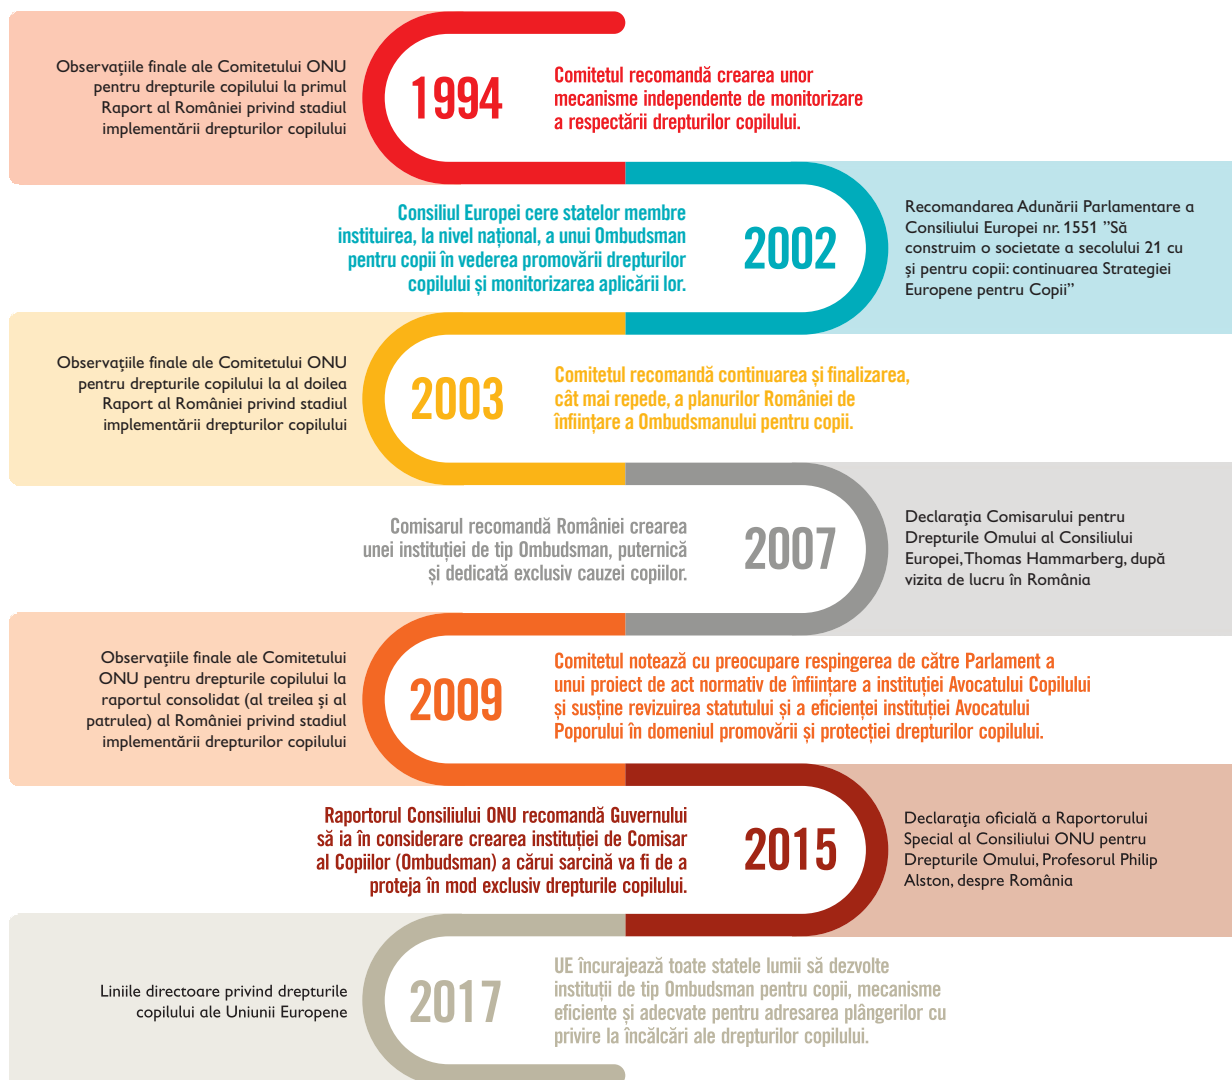 Observațiile finale ale Comitetului ONU
pentru drepturile copilului la primul
Raport al României privind stadiul
implementării drepturilor copilului
1994
Comitetul recomandă crearea unor
mecanisme independente de monitorizare
a respectării drepturilor copilului.
Consiliul Europei cere statelor membre
instituirea, la nivel național, a unui Ombudsman
pentru copii în vederea promovării drepturilor
copilului și monitorizarea aplicării lor.
2002
Recomandarea Adunării Parlamentare a
Consiliului Europei nr. 1551 ”Să
construim o societate a secolului 21 cu
și pentru copii: continuarea Strategiei
Europene pentru Copii”
Observațiile finale ale Comitetului ONU
pentru drepturile copilului la al doilea
Raport al României privind stadiul
implementării drepturilor copilului
2003
Comitetul recomandă continuarea și finalizarea,
cât mai repede, a planurilor României de
înființare a Ombudsmanului pentru copii.
Comisarul recomandă României crearea
unei instituției de tip Ombudsman, puternică
și dedicată exclusiv cauzei copiilor.
2007
Declarația Comisarului pentru
Drepturile Omului al Consiliului
Europei, Thomas Hammarberg, după
vizita de lucru în România
Observațiile finale ale Comitetului
ONU pentru drepturile copilului la
raportul consolidat (al treilea și al
patrulea) al României privind stadiul
implementării drepturilor copilului
2009
Comitetul notează cu preocupare respingerea de către Parlament a
unui proiect de act normativ de înființare a instituției Avocatului Copilului
și susține revizuirea statutului și a eficienței instituției Avocatului
Poporului în domeniul promovării și protecției drepturilor copilului.
Raportorul Consiliului ONU recomandă Guvernului
să ia în considerare crearea instituției de Comisar
al Copiilor (Ombudsman) a cărui sarcină va fi de a
proteja în mod exclusiv drepturile copilului.
2015
Declarația oficială a Raportorului
Special al Consiliului ONU pentru
Drepturile Omului, Profesorul Philip
Alston, despre România
Liniile directoare privind drepturile
copilului ale Uniunii Europene
2017
UE încurajează toate statele lumii să dezvolte
instituții de tip Ombudsman pentru copii, mecanisme
eficiente și adecvate pentru adresarea plângerilor cu
privire la încălcări ale drepturilor copilului.